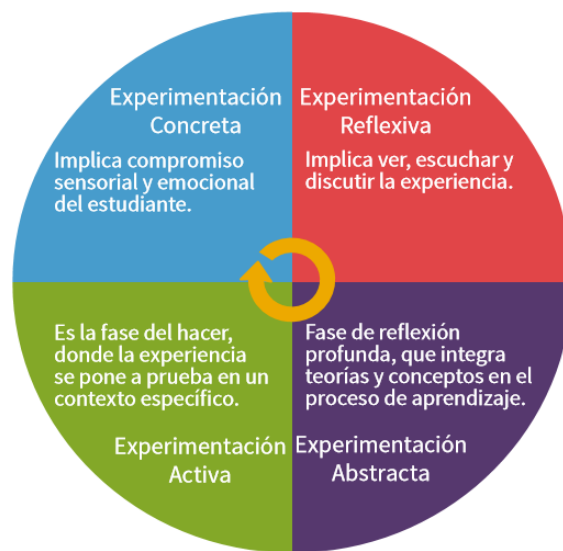 Experimentación
Concreta
Implica compromiso
sensorial y emocional
del estudiante.
Experimentación
Reflexiva
Implica ver, escuchar y
discutir la experiencia.
Es la fase del hacer,
donde la experiencia
se pone a prueba en un
contexto específico.
Experimentación
Activa
Fase de reflexión
profunda, que integra
teorías y conceptos en el
proceso de aprendizaje.
Experimentación
Abstracta